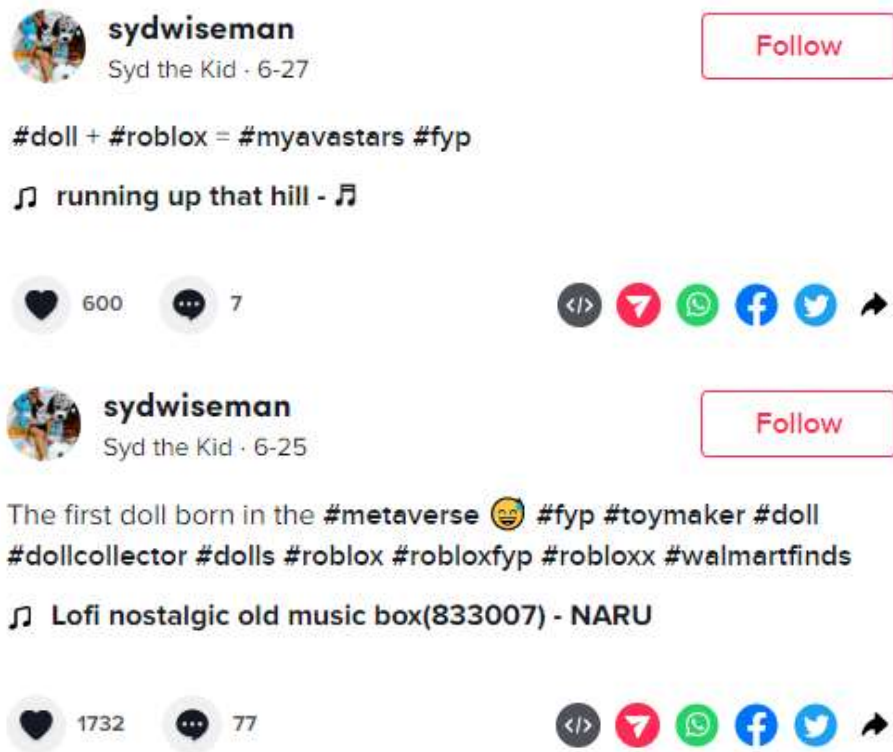 sydwiseman
Follow
Syd the Kid · 6-27
#doll + #roblox = #myavastars #fyp
♫ running up that hill - ♬
600
7
sydwiseman
Follow
Syd the Kid · 6-25
The first doll born in the #metaverse 😅 #fyp #toymaker #doll
#dollcollector #dolls #roblox #robloxfyp #robloxx #walmartfinds
♫ Lofi nostalgic old music box(833007) - NARU
1732
77